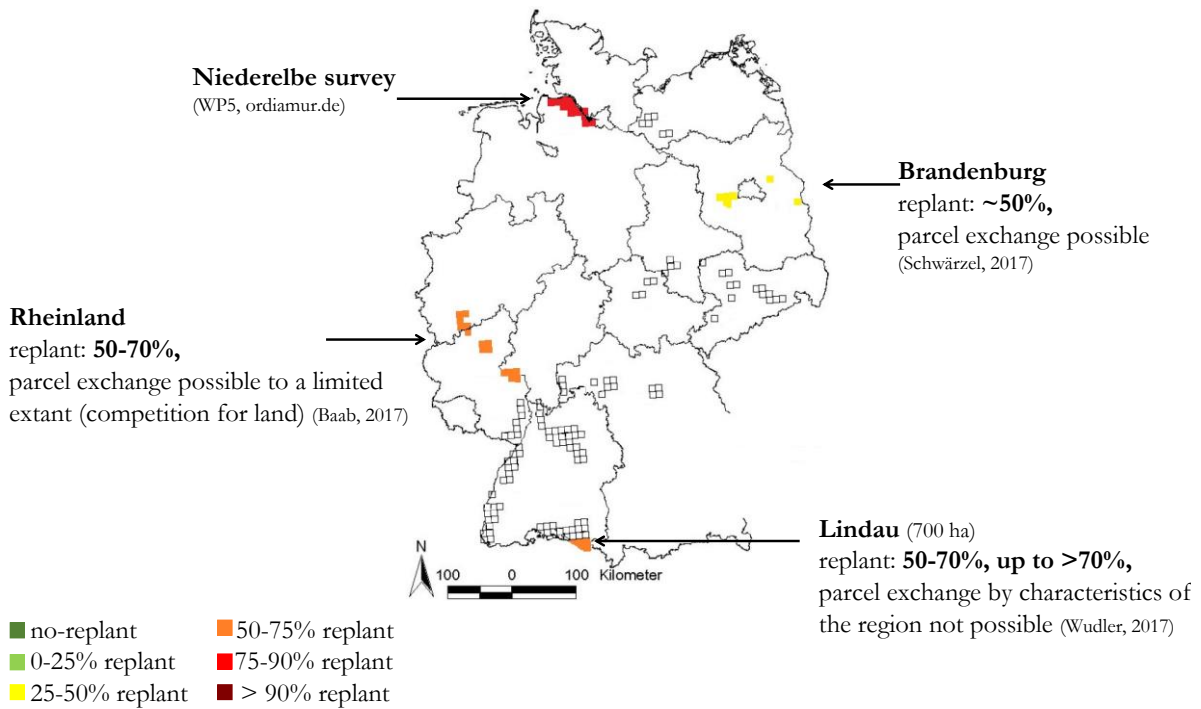 Niederelbe survey
(WP5, ordiamur.de)
Brandenburg
replant: ~50%,
parcel exchange possible
(Schwärzel, 2017)
Rheinland
replant: 50-70%,
parcel exchange possible to a limited
extant (competition for land) (Baab, 2017)
Lindau (700 ha)
replant: 50-70%, up to >70%,
parcel exchange by characteristics of
the region not possible (Wudler, 2017)
N
100 0 100 Kilometer
no-replant
0-25% replant
25-50% replant
50-75% replant
75-90% replant
> 90% replant